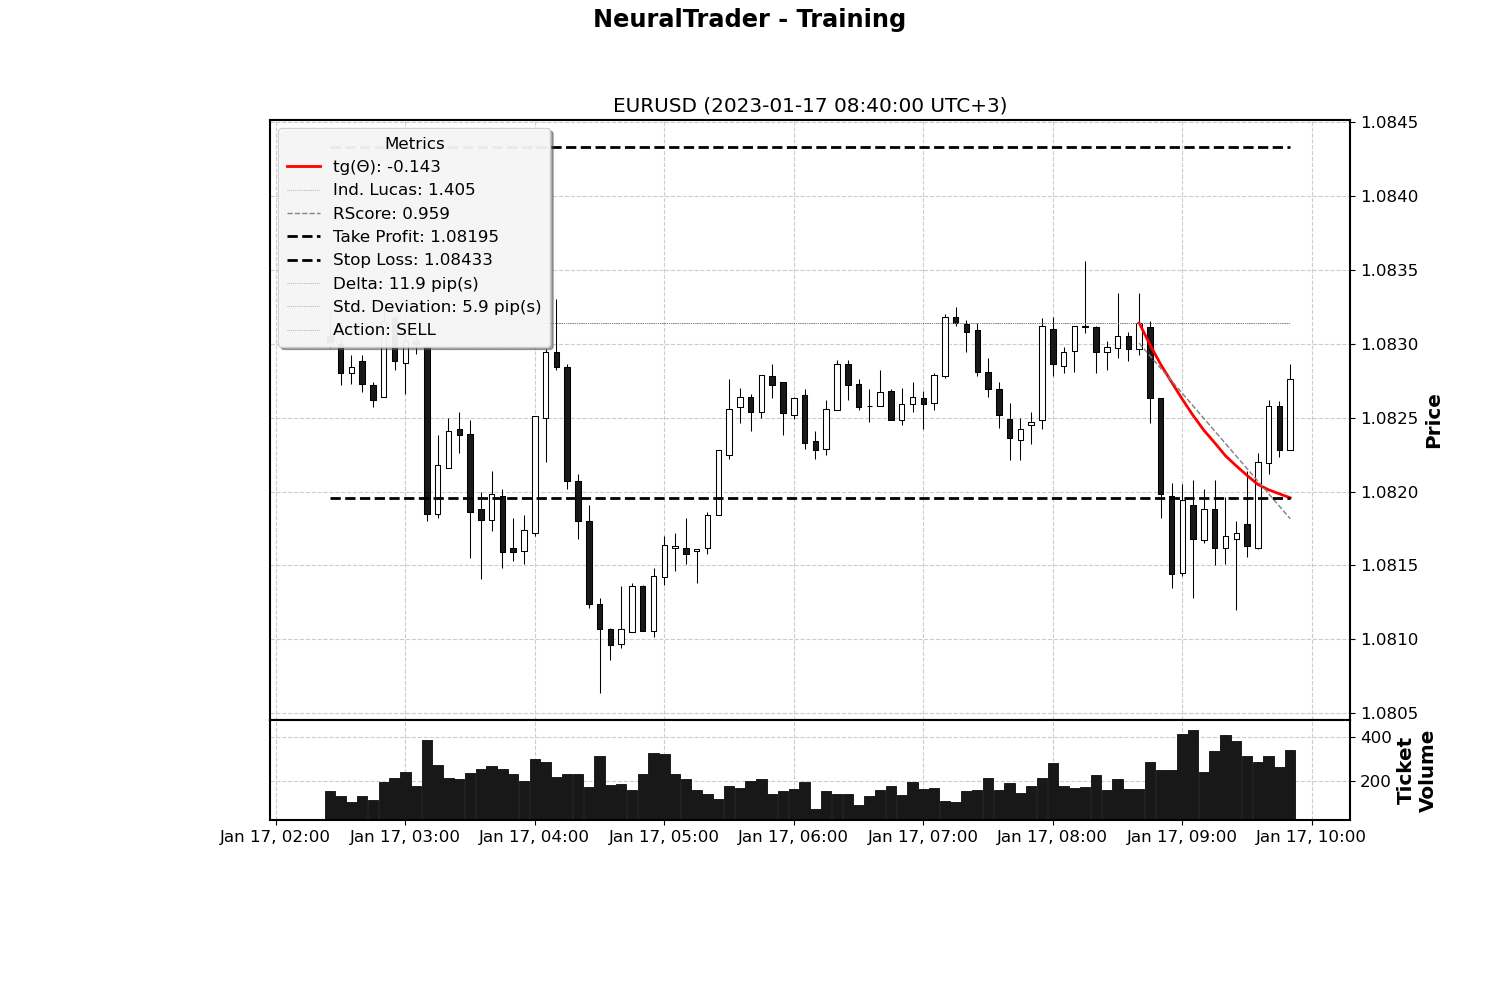 NeuralTrader - Training
EURUSD (2023-01-17 08:40:00 UTC+3)
Metrics
tg(Θ): -0.143
Ind. Lucas: 1.405
RScore: 0.959
Take Profit: 1.08195
Stop Loss: 1.08433
Delta: 11.9 pip(s)
Std. Deviation: 5.9 pip(s)
Action: SELL
1.0845
1.0840
1.0835
1.0830
1.0825
1.0820
1.0815
1.0810
1.0805
Price
400
200
Ticket
Volume
Jan 17, 02:00
Jan 17, 03:00
Jan 17, 04:00
Jan 17, 05:00
Jan 17, 06:00
Jan 17, 07:00
Jan 17, 08:00
Jan 17, 09:00
Jan 17, 10:00